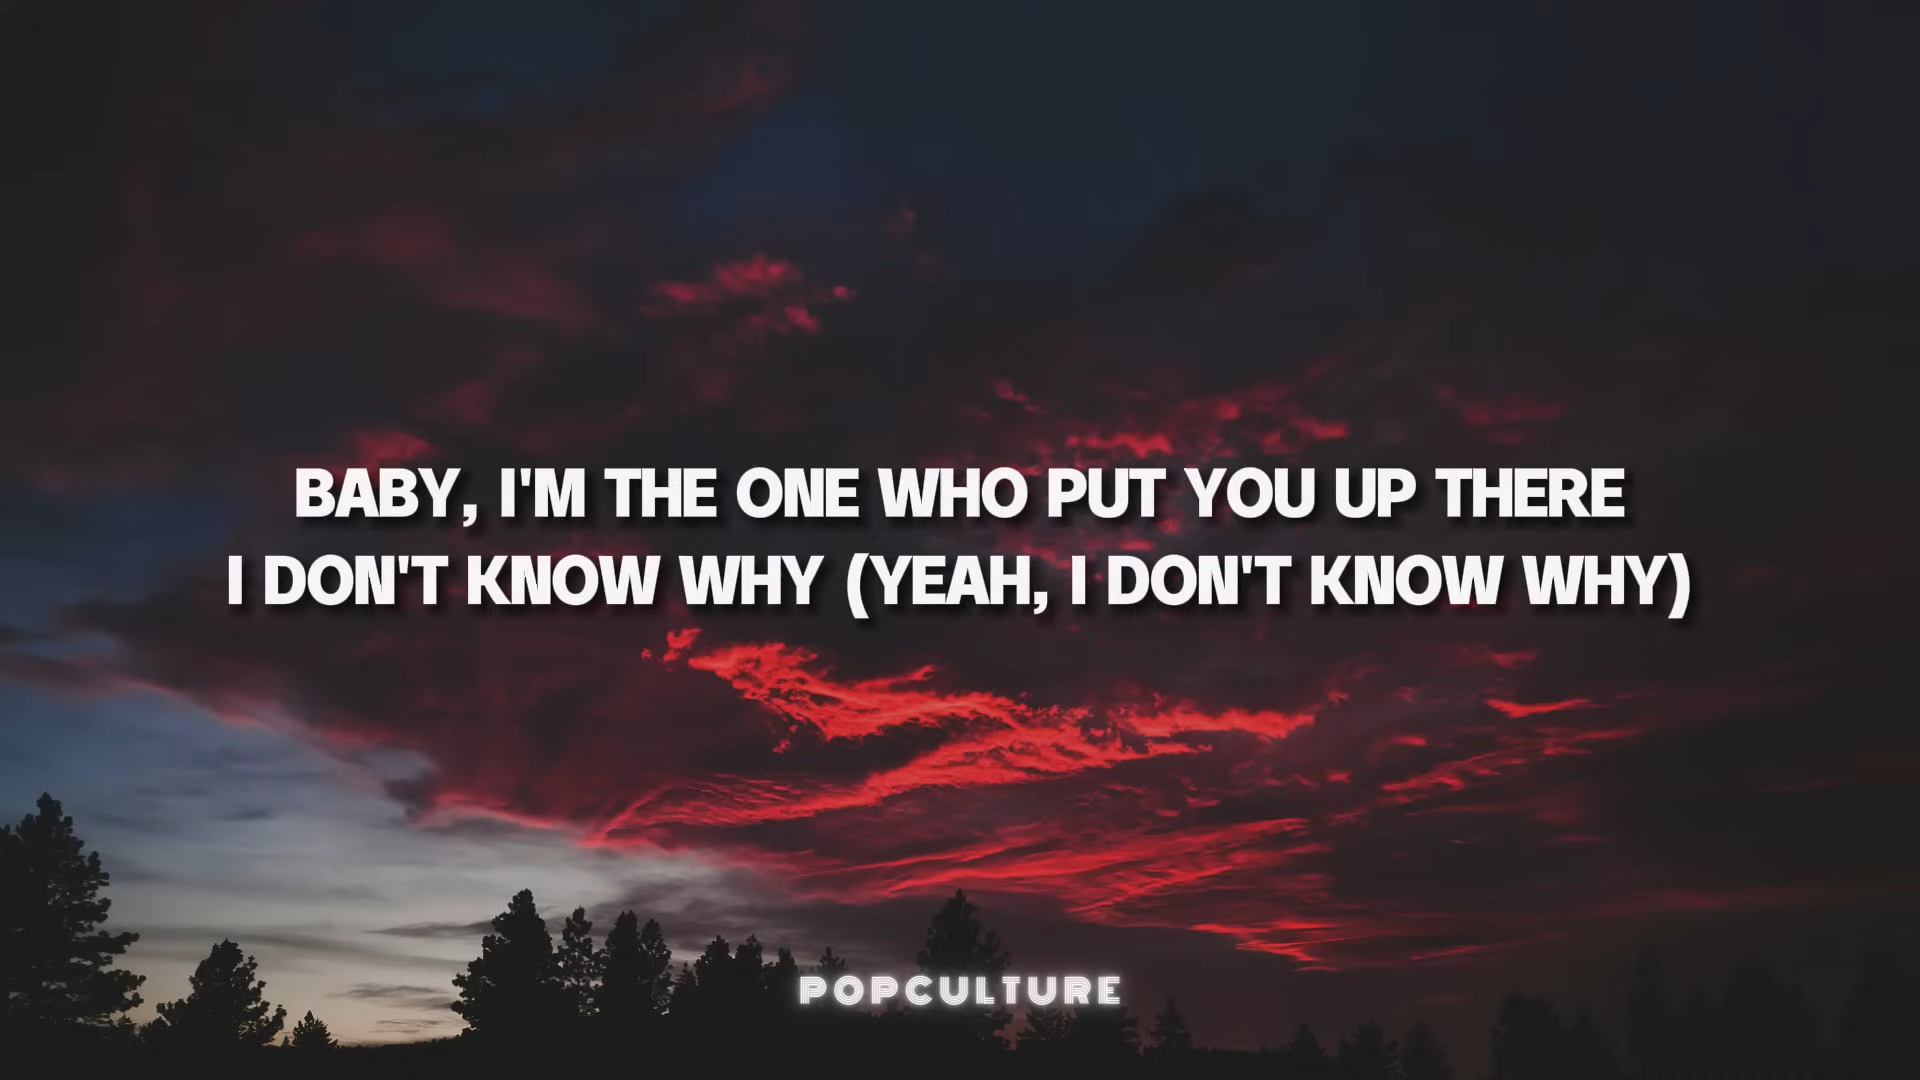 BABY, I'M THE ONE WHO PUT YOU UP THERE
I DON'T KNOW WHY (YEAH, I DON'T KNOW WHY)
POPCULTURE